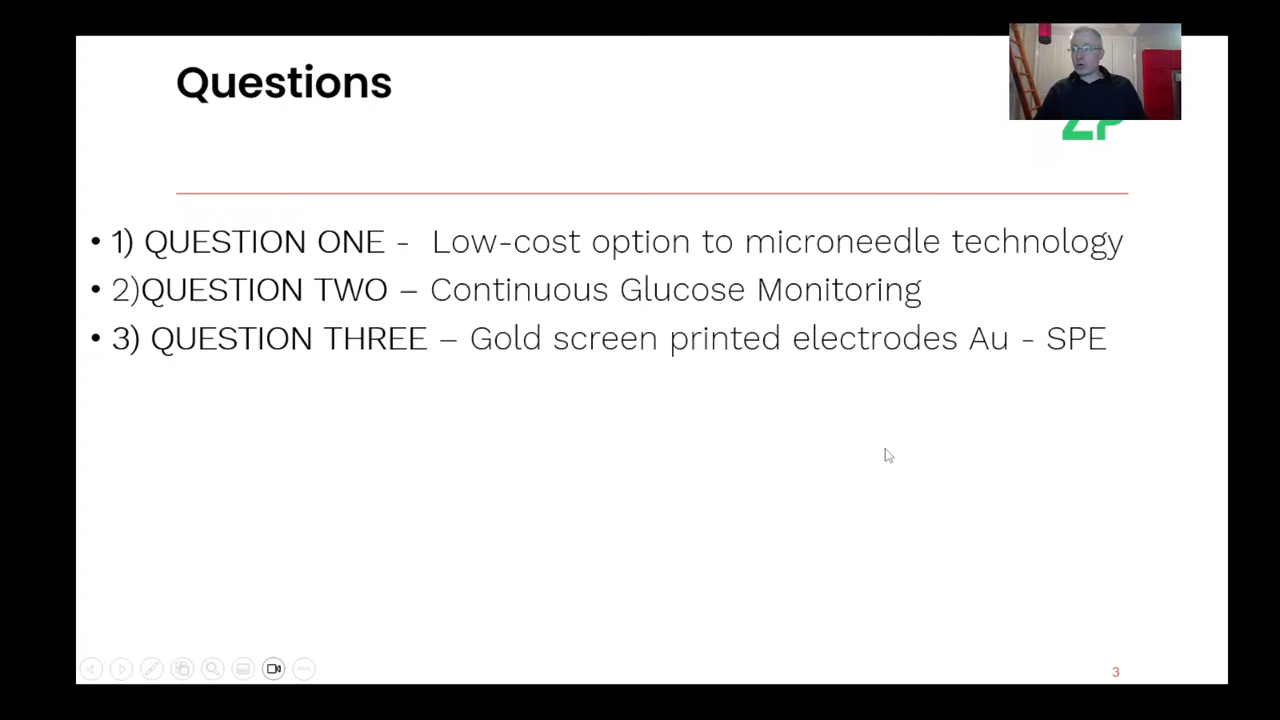 Questions
ZP
• 1) QUESTION ONE -  Low-cost option to microneedle technology
• 2)QUESTION TWO – Continuous Glucose Monitoring
• 3) QUESTION THREE – Gold screen printed electrodes Au - SPE
3